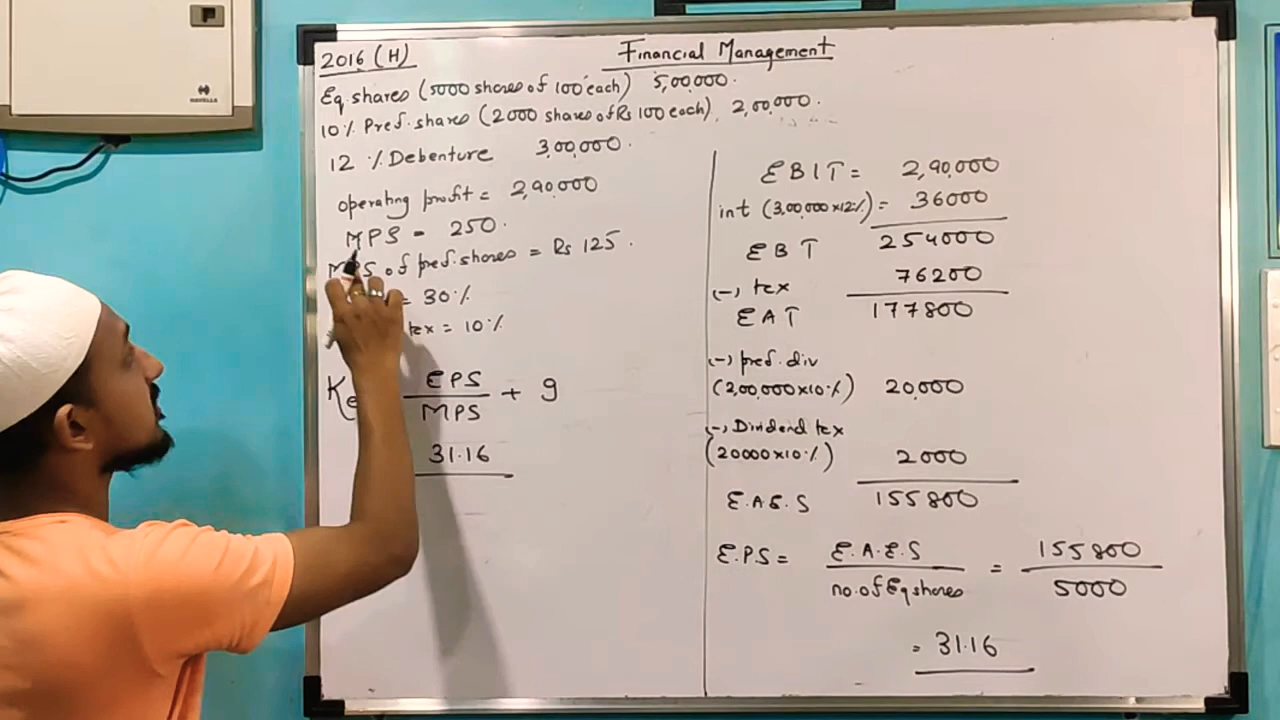 HAVELLS
2016 (H)
Financial Management
Eq. shares (5000 shares of 100 each) 5,00,000.
10% Pref. shares (2000 shares of Rs 100 each), 2,00,000.
12 % Debenture 3,00,000.
operating profit = 2,90,000
MPS = 250.
MPS of pref. shares = Rs 125.
= 30%
tex = 10%
Ke EPS / MPS + g
31.16
EBIT = 2,90,000
int (3,00,000×12%) = 36000
EBT 254000
(-) tex 76200
EAT 177800
(-) pref. div
(2,00,000×10%) 20,000
(-) Dividend tex
(20000×10%) 2000
E.A.E.S 155800
E.P.S = E.A.E.S / no. of Eq shares = 155800 / 5000
= 31.16